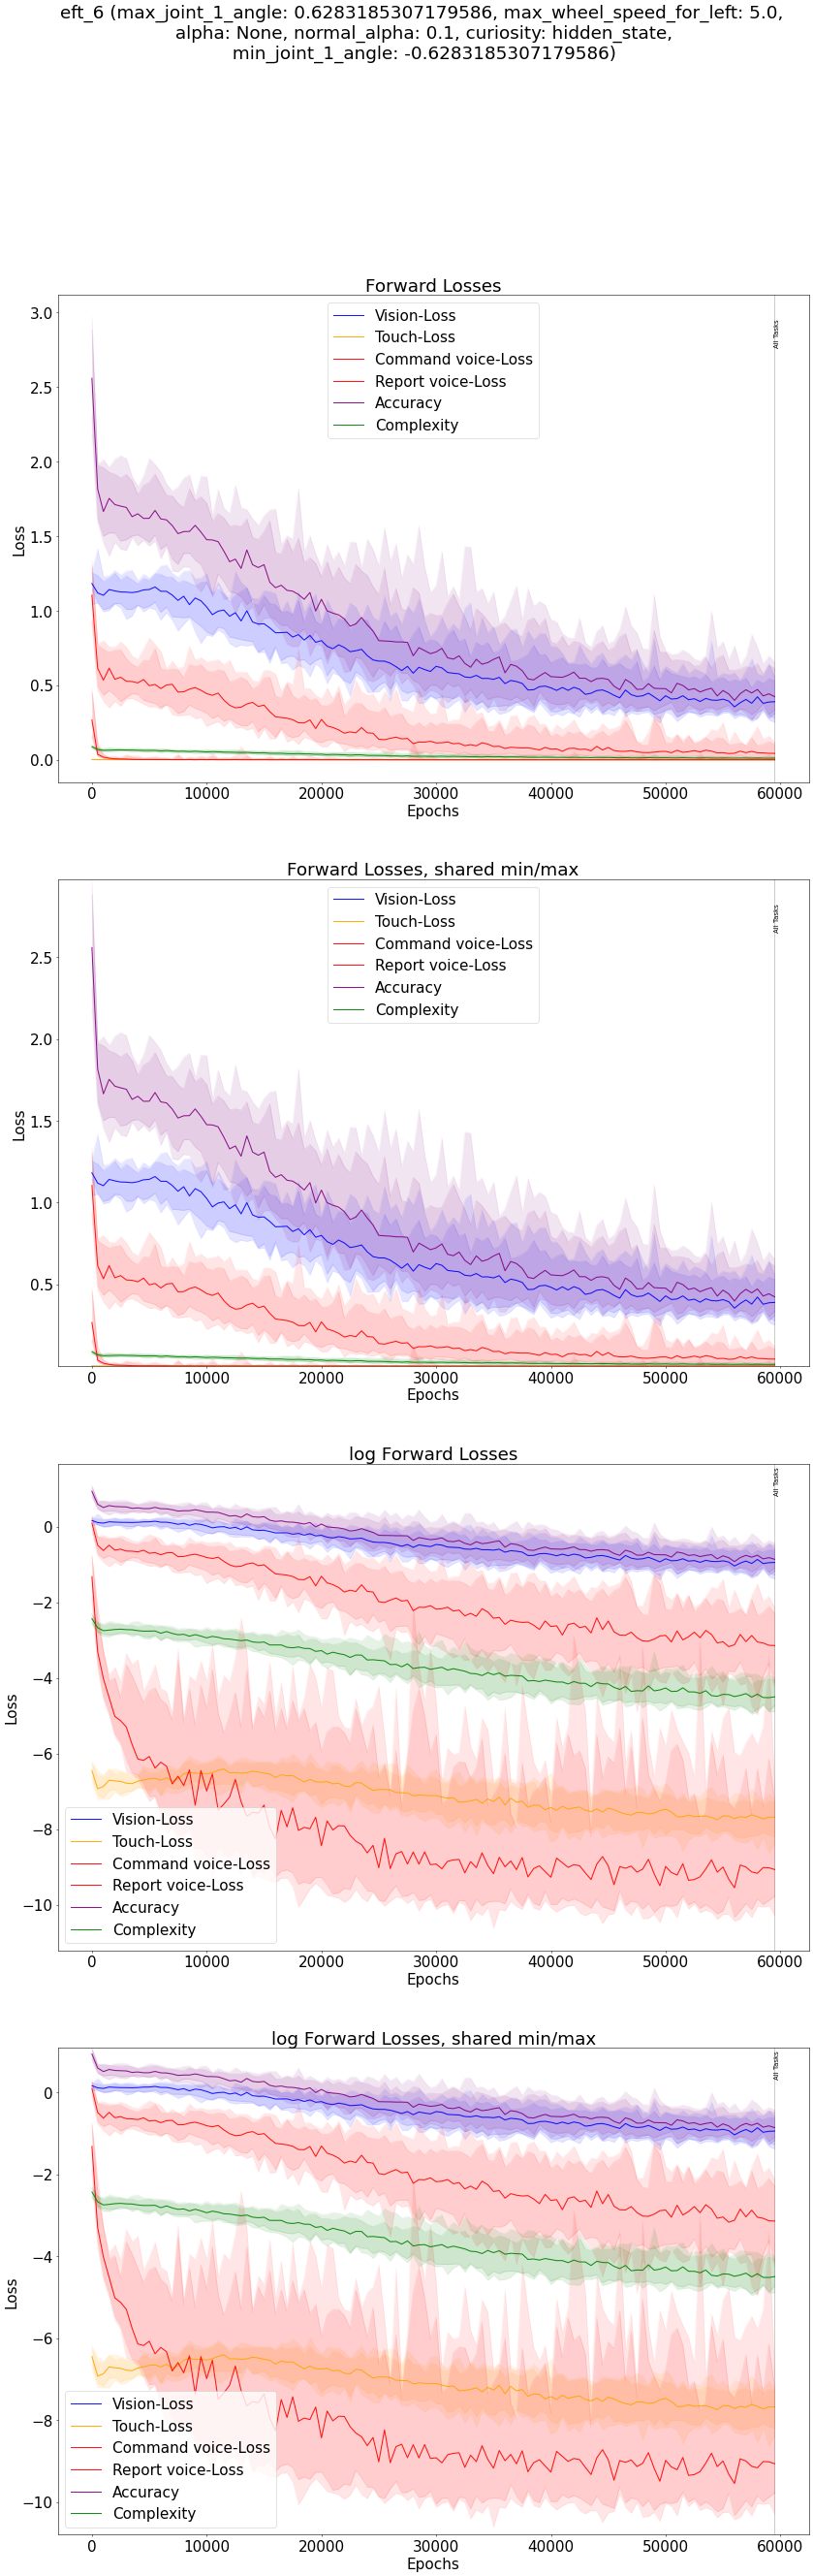 eft_6 (max_joint_1_angle: 0.6283185307179586, max_wheel_speed_for_left: 5.0,
alpha: None, normal_alpha: 0.1, curiosity: hidden_state,
min_joint_1_angle: -0.6283185307179586)
Forward Losses
Vision-Loss
Touch-Loss
Command voice-Loss
Report voice-Loss
Accuracy
Complexity
All Tasks
3.0
2.5
2.0
1.5
1.0
0.5
0.0
Loss
0 10000 20000 30000 40000 50000 60000
Epochs
Forward Losses, shared min/max
Vision-Loss
Touch-Loss
Command voice-Loss
Report voice-Loss
Accuracy
Complexity
All Tasks
2.5
2.0
1.5
1.0
0.5
Loss
0 10000 20000 30000 40000 50000 60000
Epochs
log Forward Losses
All Tasks
0
−2
−4
−6
−8
−10
Loss
Vision-Loss
Touch-Loss
Command voice-Loss
Report voice-Loss
Accuracy
Complexity
0 10000 20000 30000 40000 50000 60000
Epochs
log Forward Losses, shared min/max
All Tasks
0
−2
−4
−6
−8
−10
Loss
Vision-Loss
Touch-Loss
Command voice-Loss
Report voice-Loss
Accuracy
Complexity
0 10000 20000 30000 40000 50000 60000
Epochs